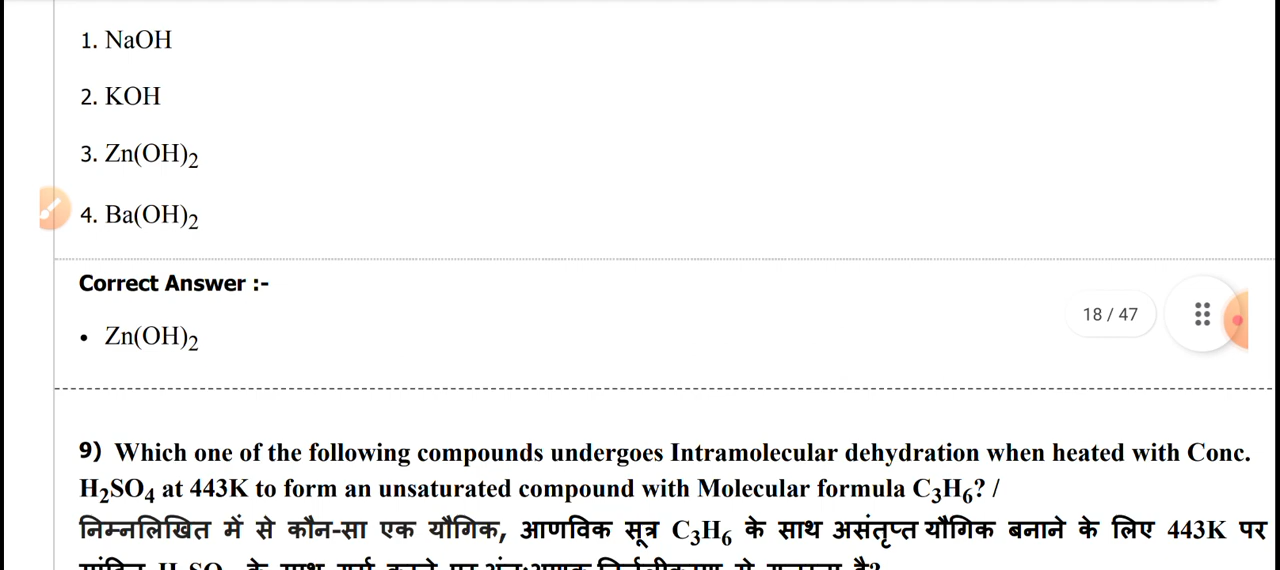 1. NaOH
2. KOH
3. Zn(OH)2
4. Ba(OH)2
Correct Answer :-
18 / 47
• Zn(OH)2
9) Which one of the following compounds undergoes Intramolecular dehydration when heated with Conc.
H2SO4 at 443K to form an unsaturated compound with Molecular formula C3H6? /
निम्नलिखित में से कौन-सा एक यौगिक, आणविक सूत्र C3H6 के साथ असंतृप्त यौगिक बनाने के लिए 443K पर